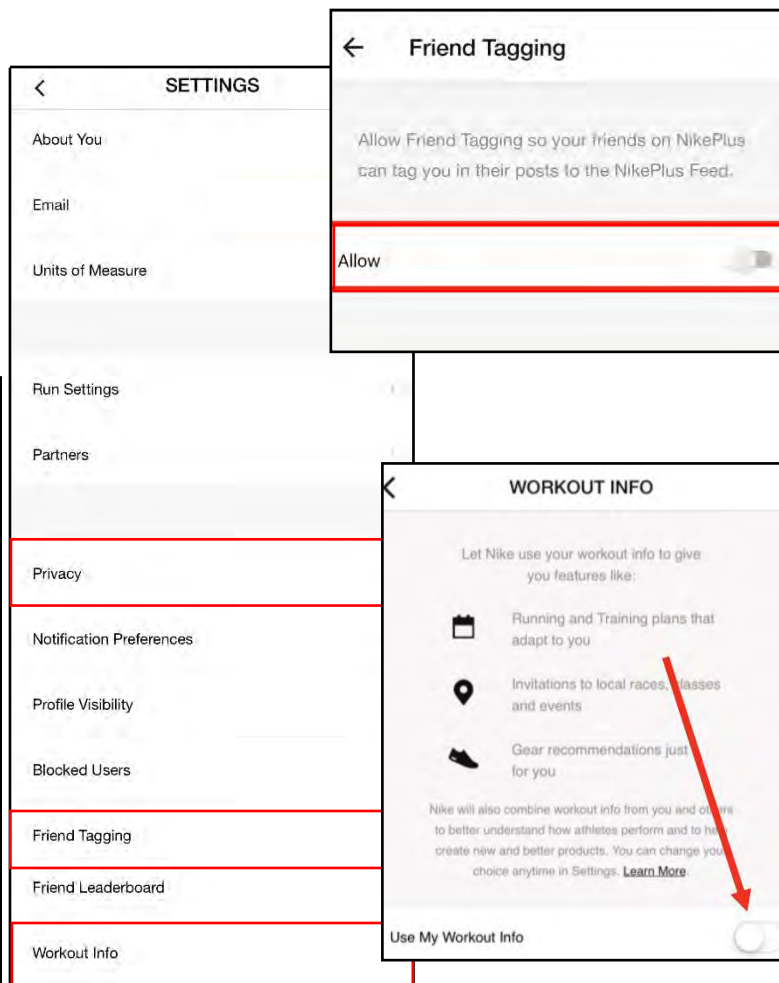 SETTINGS
About You
Email
Units of Measure
Run Settings
Partners
Privacy
Notification Preferences
Profile Visibility
Blocked Users
Friend Tagging
Friend Leaderboard
Workout Info
Friend Tagging
Allow Friend Tagging so your friends on NikePlus
can tag you in their posts to the NikePlus Feed.
Allow
WORKOUT INFO
Let Nike use your workout info to give
you features like:
Running and Training plans that
adapt to you
Invitations to local races, classes
and events
Gear recommendations just
for you
Nike will also combine workout info from you and others
to better understand how athletes perform and to help
create new and better products. You can change your
choice anytime in Settings. Learn More
Use My Workout Info